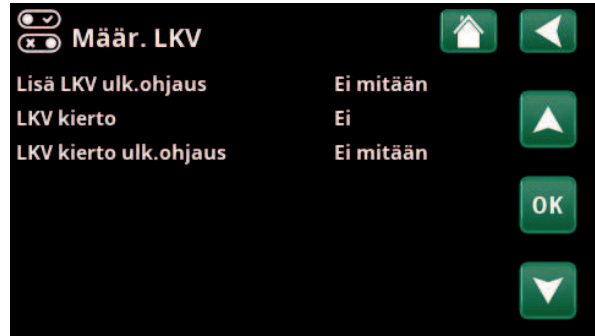 Määr. LKV
Lisä LKV ulk.ohjaus Ei mitään
LKV kierto Ei
LKV kierto ulk.ohjaus Ei mitään
OK